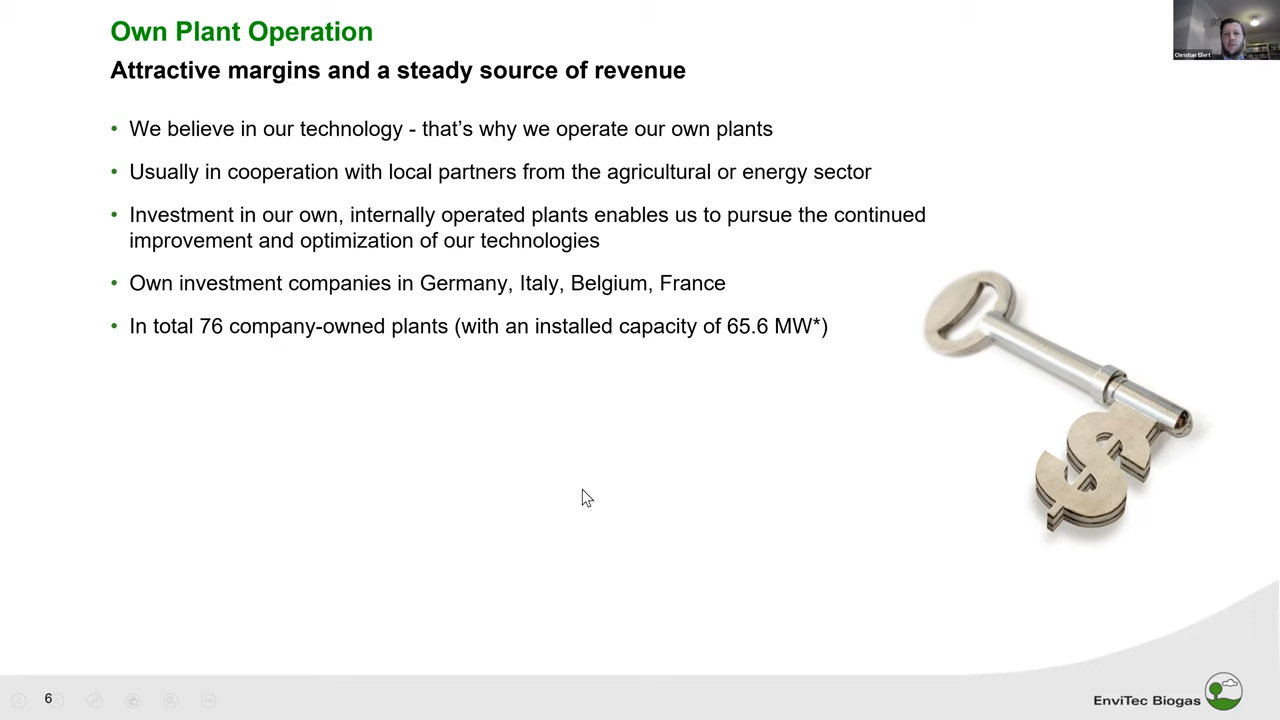 Own Plant Operation
Attractive margins and a steady source of revenue
• We believe in our technology - that’s why we operate our own plants
• Usually in cooperation with local partners from the agricultural or energy sector
• Investment in our own, internally operated plants enables us to pursue the continued
improvement and optimization of our technologies
• Own investment companies in Germany, Italy, Belgium, France
• In total 76 company-owned plants (with an installed capacity of 65.6 MW*)
Christian Ellert
6
EnviTec Biogas